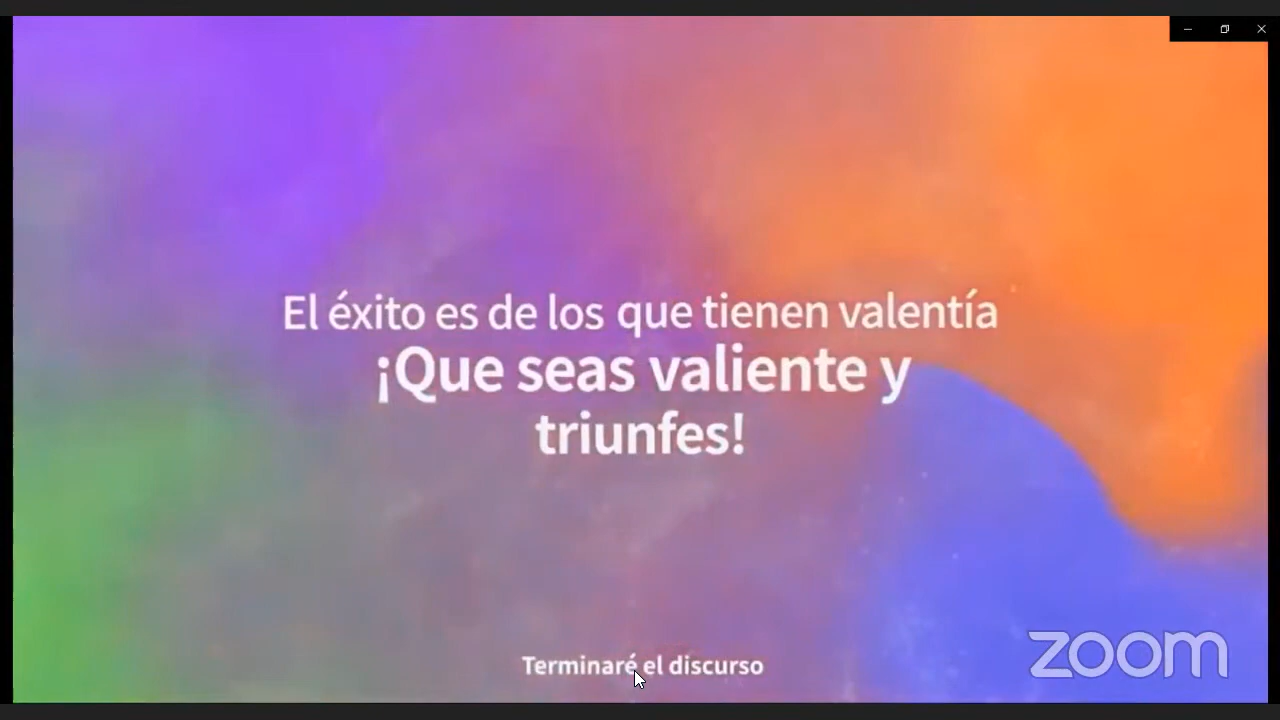 El éxito es de los que tienen valentía
¡Que seas valiente y
triunfes!
Terminaré el discurso
zoom